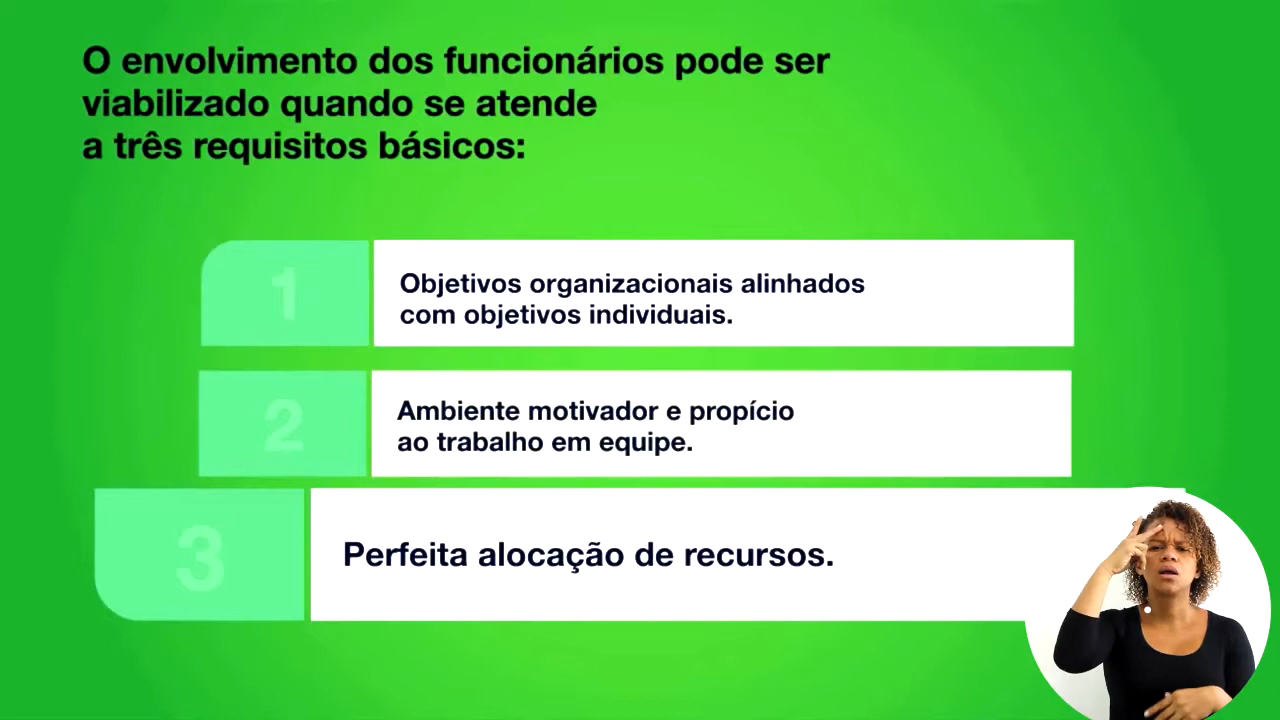 O envolvimento dos funcionários pode ser
viabilizado quando se atende
a três requisitos básicos:
1
Objetivos organizacionais alinhados
com objetivos individuais.
2
Ambiente motivador e propício
ao trabalho em equipe.
3
Perfeita alocação de recursos.